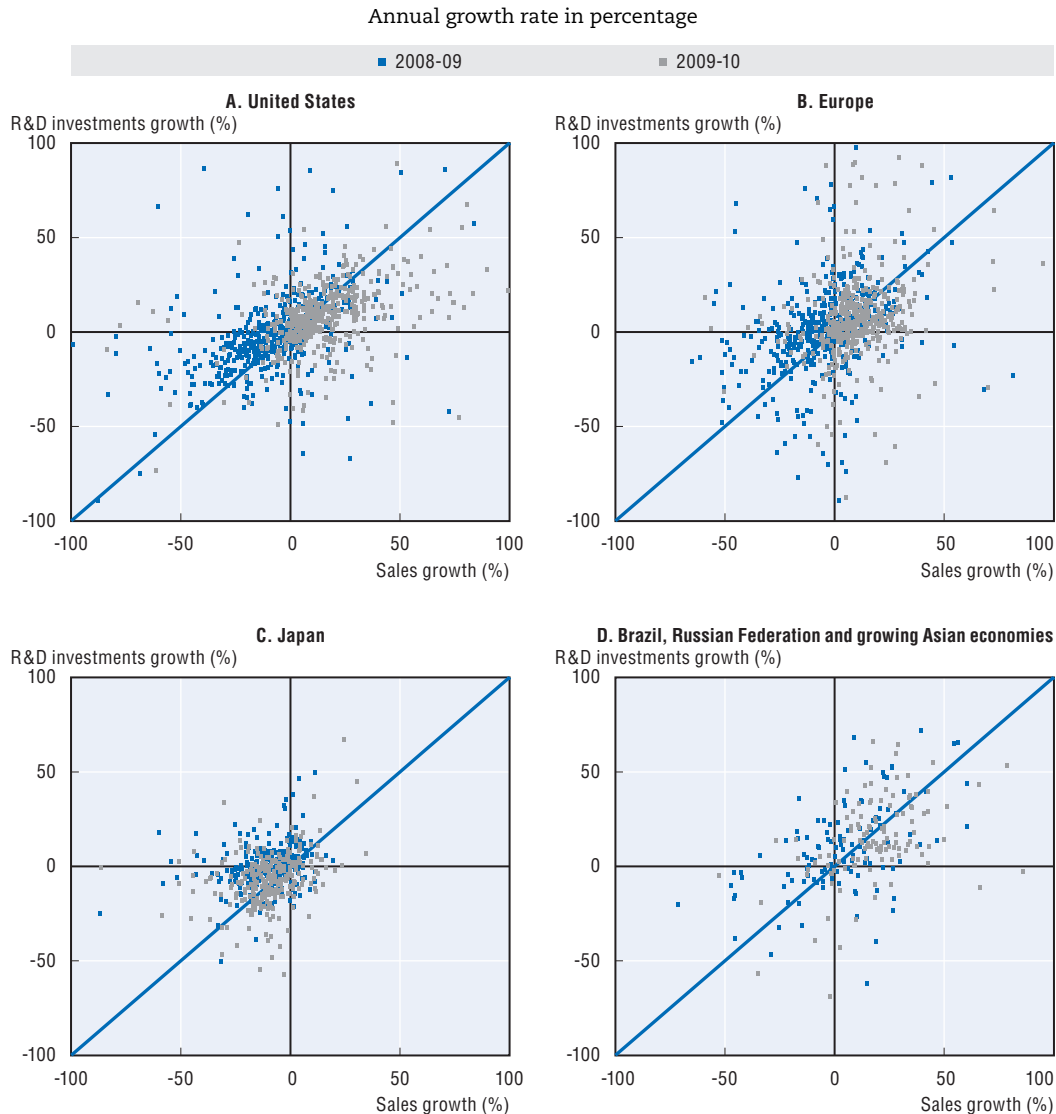 Annual growth rate in percentage
2008-09 2009-10
A. United States
R&D investments growth (%)
100
50
0
-50
-100
-100 -50 0 50 100
Sales growth (%)
B. Europe
R&D investments growth (%)
100
50
0
-50
-100
-100 -50 0 50 100
Sales growth (%)
C. Japan
R&D investments growth (%)
100
50
0
-50
-100
-100 -50 0 50 100
Sales growth (%)
D. Brazil, Russian Federation and growing Asian economies
R&D investments growth (%)
100
50
0
-50
-100
-100 -50 0 50 100
Sales growth (%)